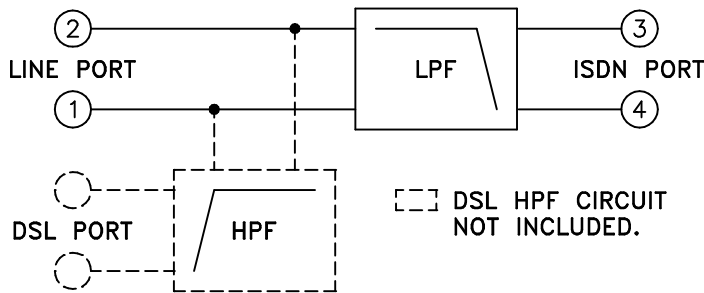 2
3
LINE PORT
LPF
ISDN PORT
1
4
DSL PORT
HPF
DSL HPF CIRCUIT
NOT INCLUDED.